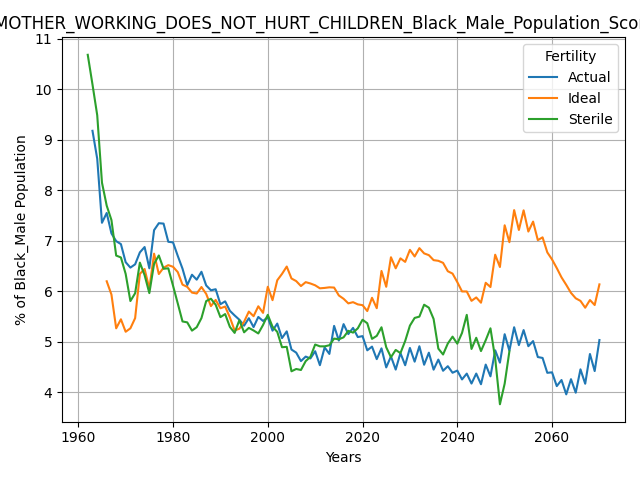 MOTHER_WORKING_DOES_NOT_HURT_CHILDREN_Black_Male_Population_Scor
Fertility
Actual
Ideal
Sterile
11
10
9
8
7
6
5
4
% of Black_Male Population
1960 1980 2000 2020 2040 2060
Years